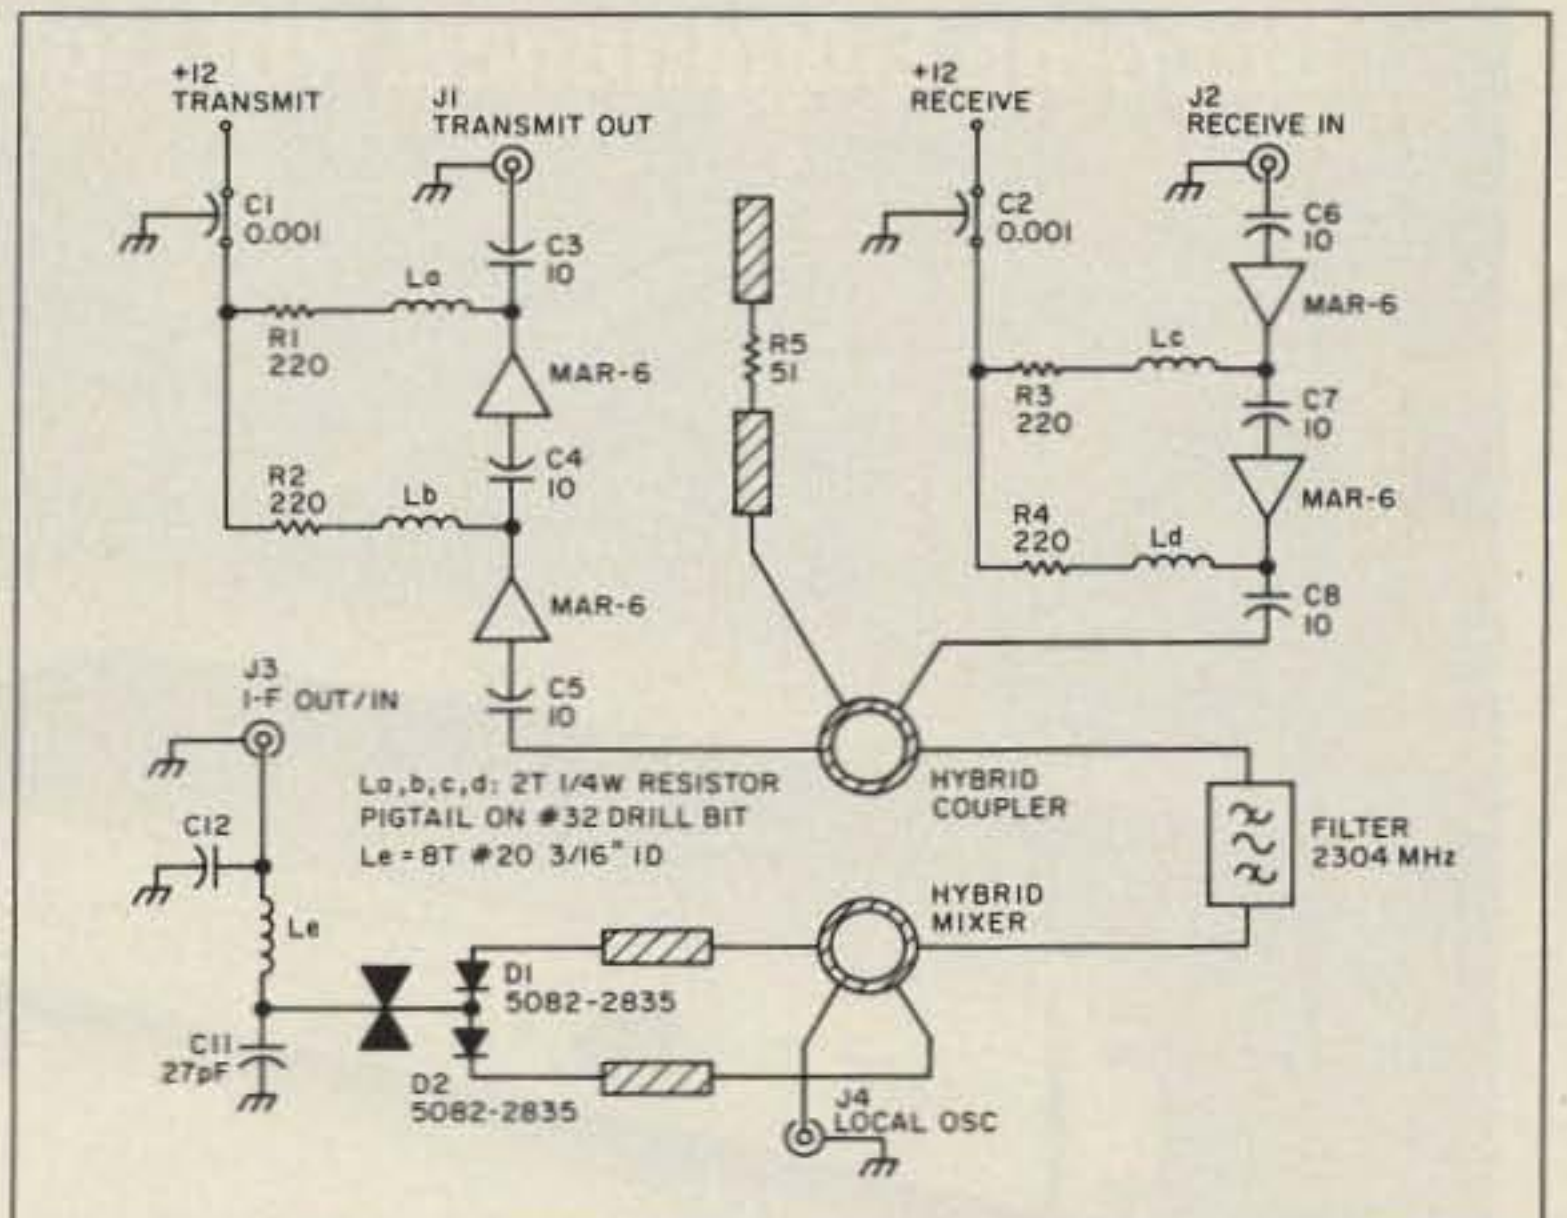 +12
TRANSMIT
J1
TRANSMIT OUT
+12
RECEIVE
J2
RECEIVE IN
C1
0.001
C3
10
La
R1
220
MAR-6
R5
51
C2
0.001
C6
10
MAR-6
Lc
R3
220
C7
10
R2
220
Lb
C4
10
MAR-6
R4
220
Ld
MAR-6
C8
10
J3
I-F OUT/IN
C5
10
La,b,c,d: 2T 1/4W RESISTOR
PIGTAIL ON #32 DRILL BIT
Le = 8T #20 3/16" ID
HYBRID
COUPLER
FILTER
2304 MHz
C12
Le
HYBRID
MIXER
D1
5082-2835
C11
27pF
D2
5082-2835
J4
LOCAL OSC